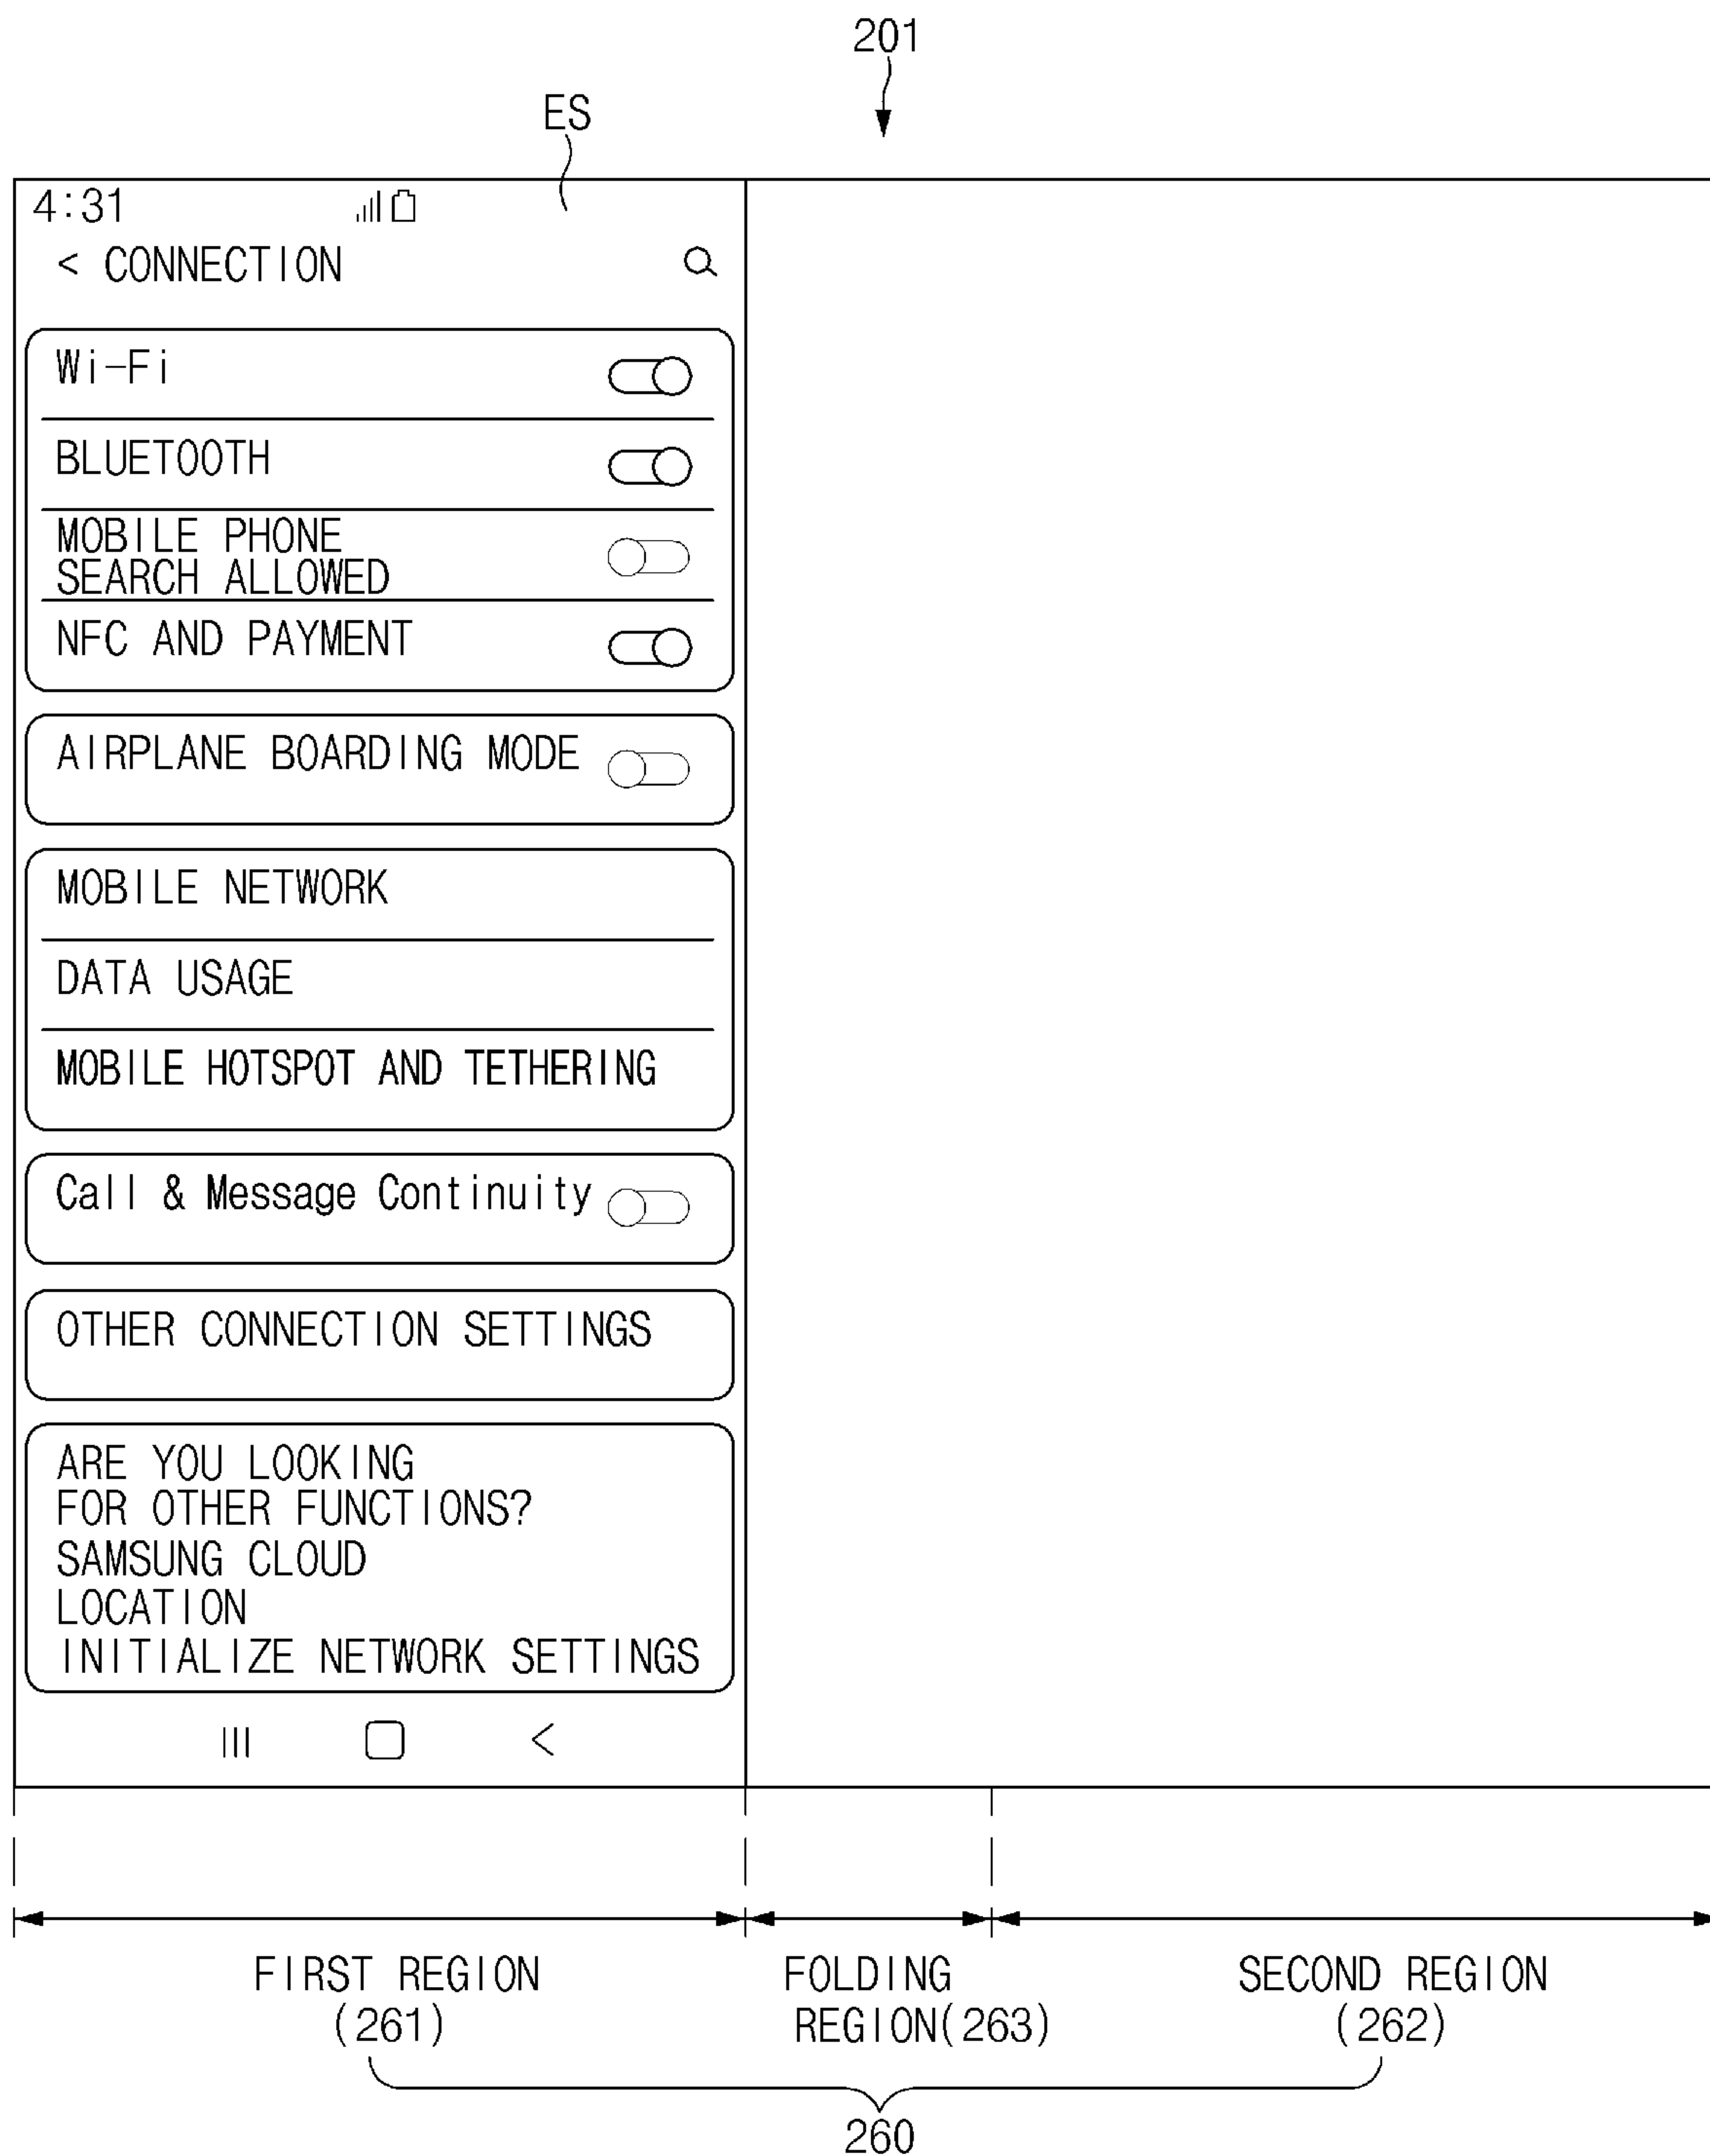 201
ES
4:31
< CONNECTION
Wi-Fi
BLUETOOTH
MOBILE PHONE
SEARCH ALLOWED
NFC AND PAYMENT
AIRPLANE BOARDING MODE
MOBILE NETWORK
DATA USAGE
MOBILE HOTSPOT AND TETHERING
Call & Message Continuity
OTHER CONNECTION SETTINGS
ARE YOU LOOKING
FOR OTHER FUNCTIONS?
SAMSUNG CLOUD
LOCATION
INITIALIZE NETWORK SETTINGS
FIRST REGION
(261)
FOLDING
REGION(263)
SECOND REGION
(262)
260